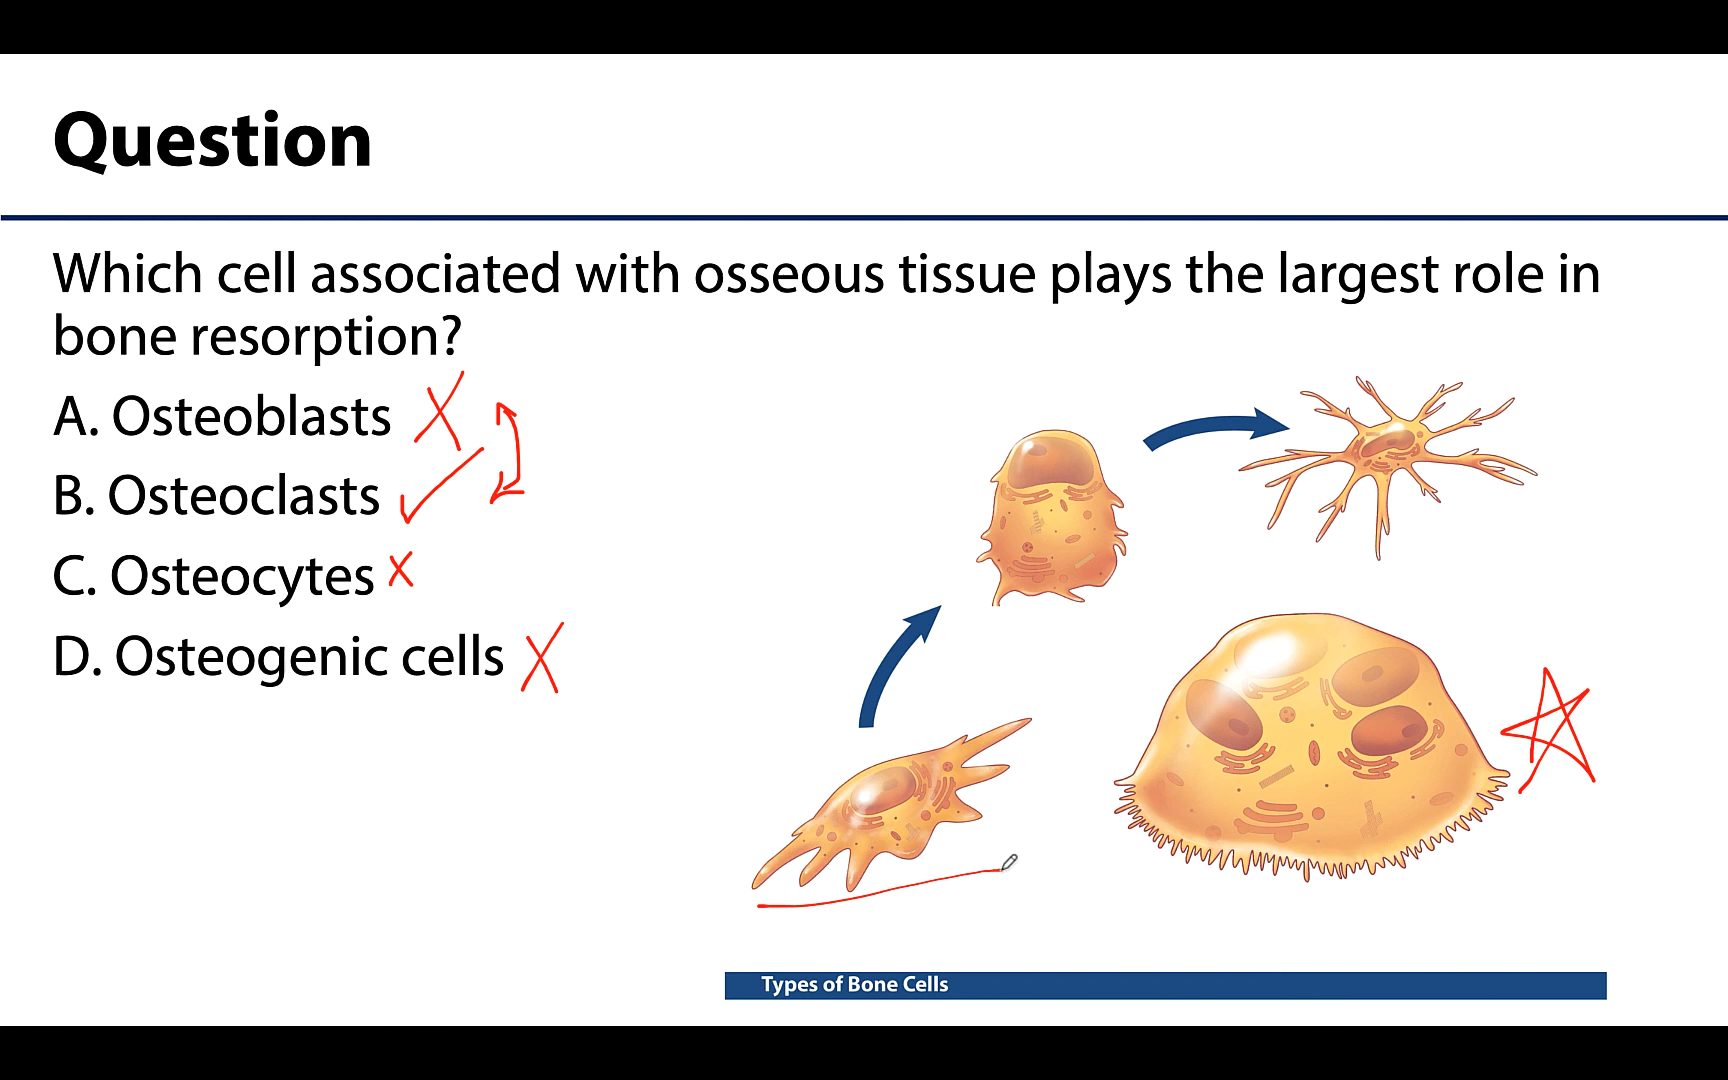 Question
Which cell associated with osseous tissue plays the largest role in
bone resorption?
A. Osteoblasts
B. Osteoclasts
C. Osteocytes
D. Osteogenic cells
Types of Bone Cells